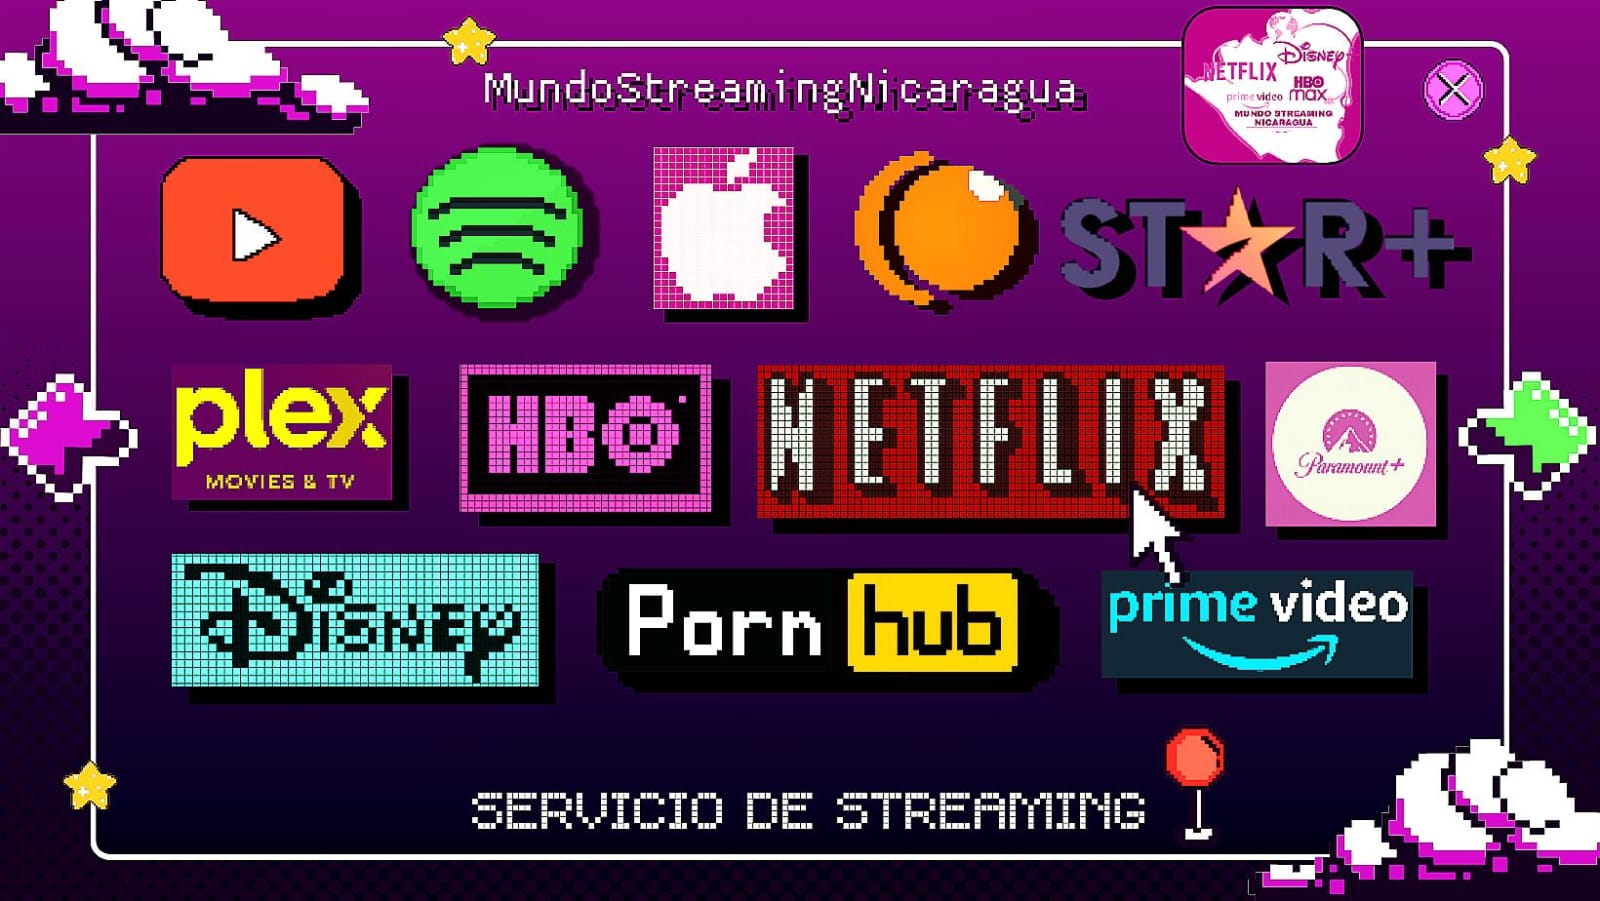 MundoStreamingNicaragua
NETFLIX
DISNEY
HBO
max
prime video
MUNDO STREAMING
NICARAGUA
STAR+
plex
MOVIES & TV
HBO
NETFLIX
Paramount+
DISNEY
Porn hub
prime video
SERVICIO DE STREAMING